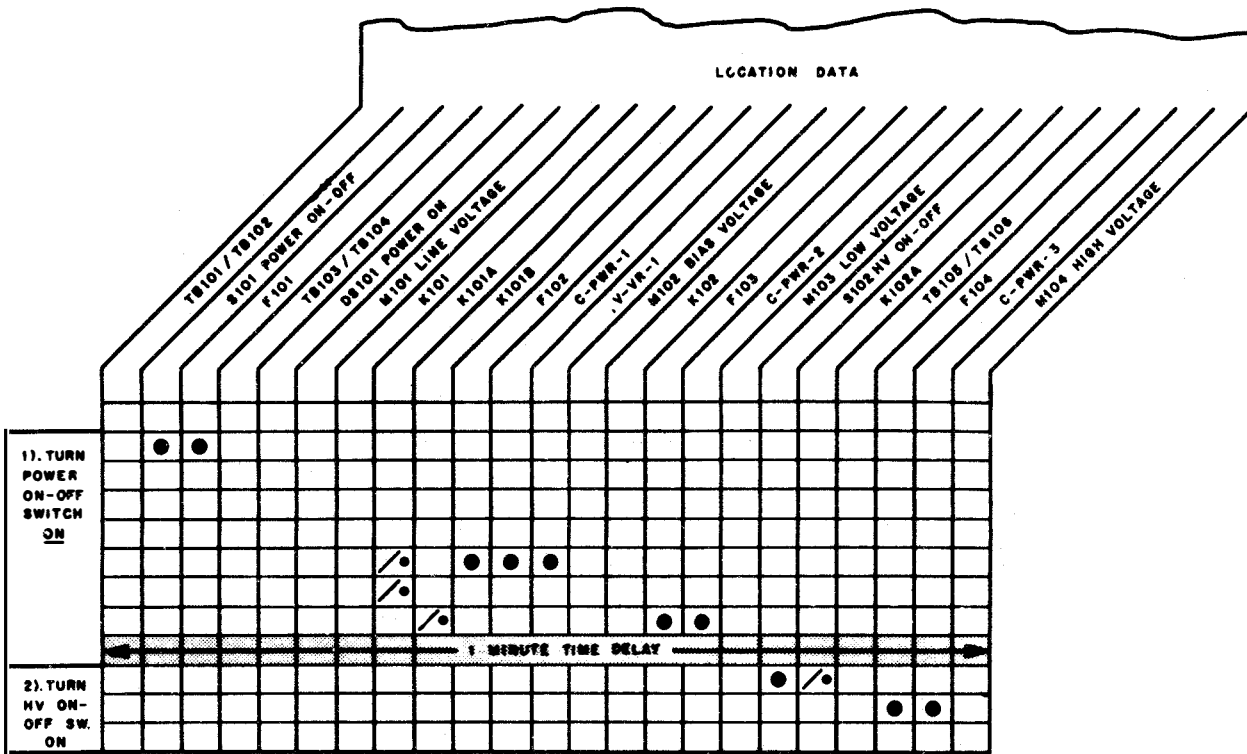 LOCATION DATA
TB101 / TB102
S101 POWER ON-OFF
F101
TB103 / TB104
DS101 POWER ON
M101 LINE VOLTAGE
K101
K101A
K101B
F102
C-PWR-1
V-VR-1
M102 BIAS VOLTAGE
K102
F103
C-PWR-2
M103 LOW VOLTAGE
S102 HV ON-OFF
K102A
TB105 / TB106
F104
C-PWR-3
M104 HIGH VOLTAGE
1). TURN
POWER
ON-OFF
SWITCH
ON
1 MINUTE TIME DELAY
2). TURN
HV ON-
OFF SW.
ON